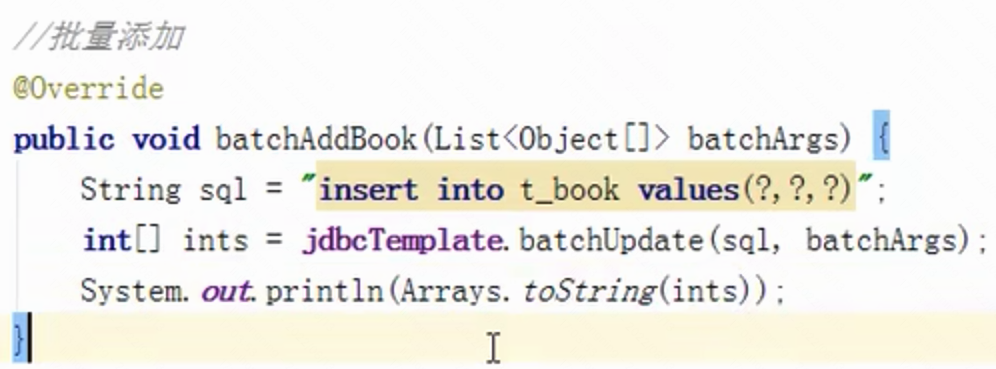 //批量添加
@Override
public void batchAddBook(List<Object[]> batchArgs) {
    String sql = "insert into t_book values(?,?,?)";
    int[] ints = jdbcTemplate.batchUpdate(sql, batchArgs);
    System.out.println(Arrays.toString(ints));
}